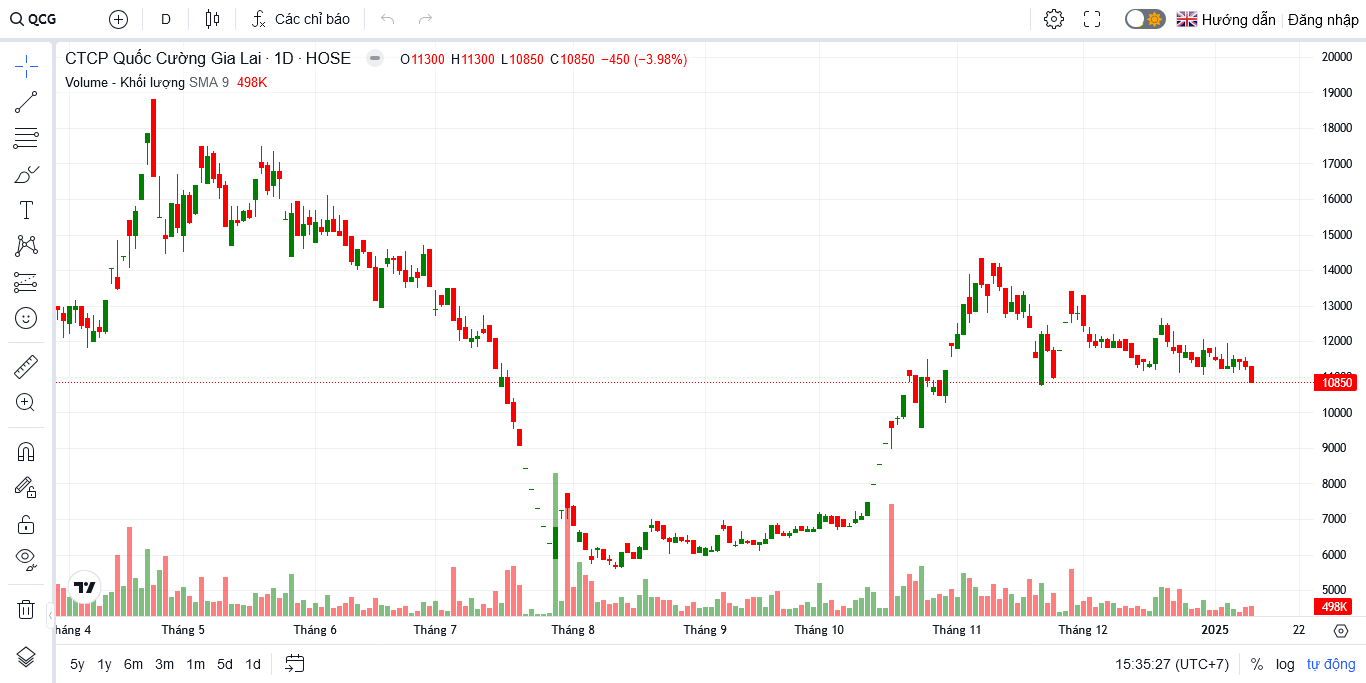 QCG D Các chỉ báo Hướng dẫn Đăng nhập
CTCP Quốc Cường Gia Lai · 1D · HOSE O11300 H11300 L10850 C10850 −450 (−3.98%)
Volume - Khối lượng SMA 9 498K
20000
19000
18000
17000
16000
15000
14000
13000
12000
10850
10000
9000
8000
7000
6000
5000
498K
háng 4 Tháng 5 Tháng 6 Tháng 7 Tháng 8 Tháng 9 Tháng 10 Tháng 11 Tháng 12 2025 22
5y 1y 6m 3m 1m 5d 1d 15:35:27 (UTC+7) % log tự động